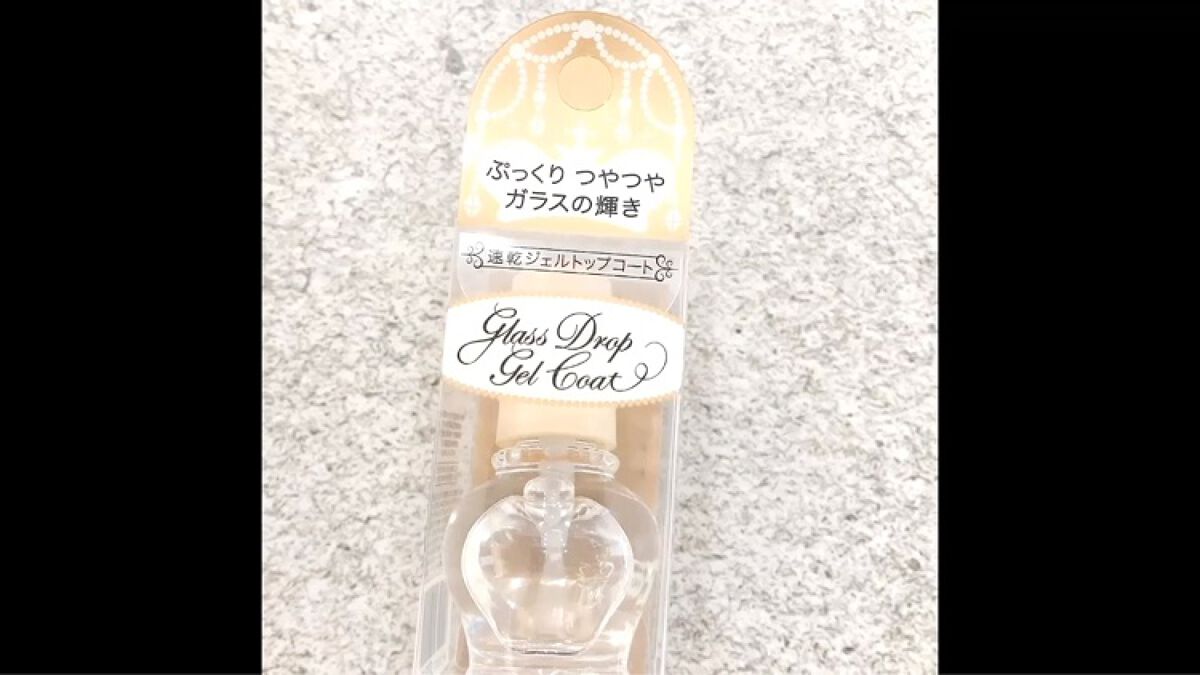 ぷっくり つやつや
ガラスの輝き
速乾ジェルトップコート
Glass Drop
Gel Coat